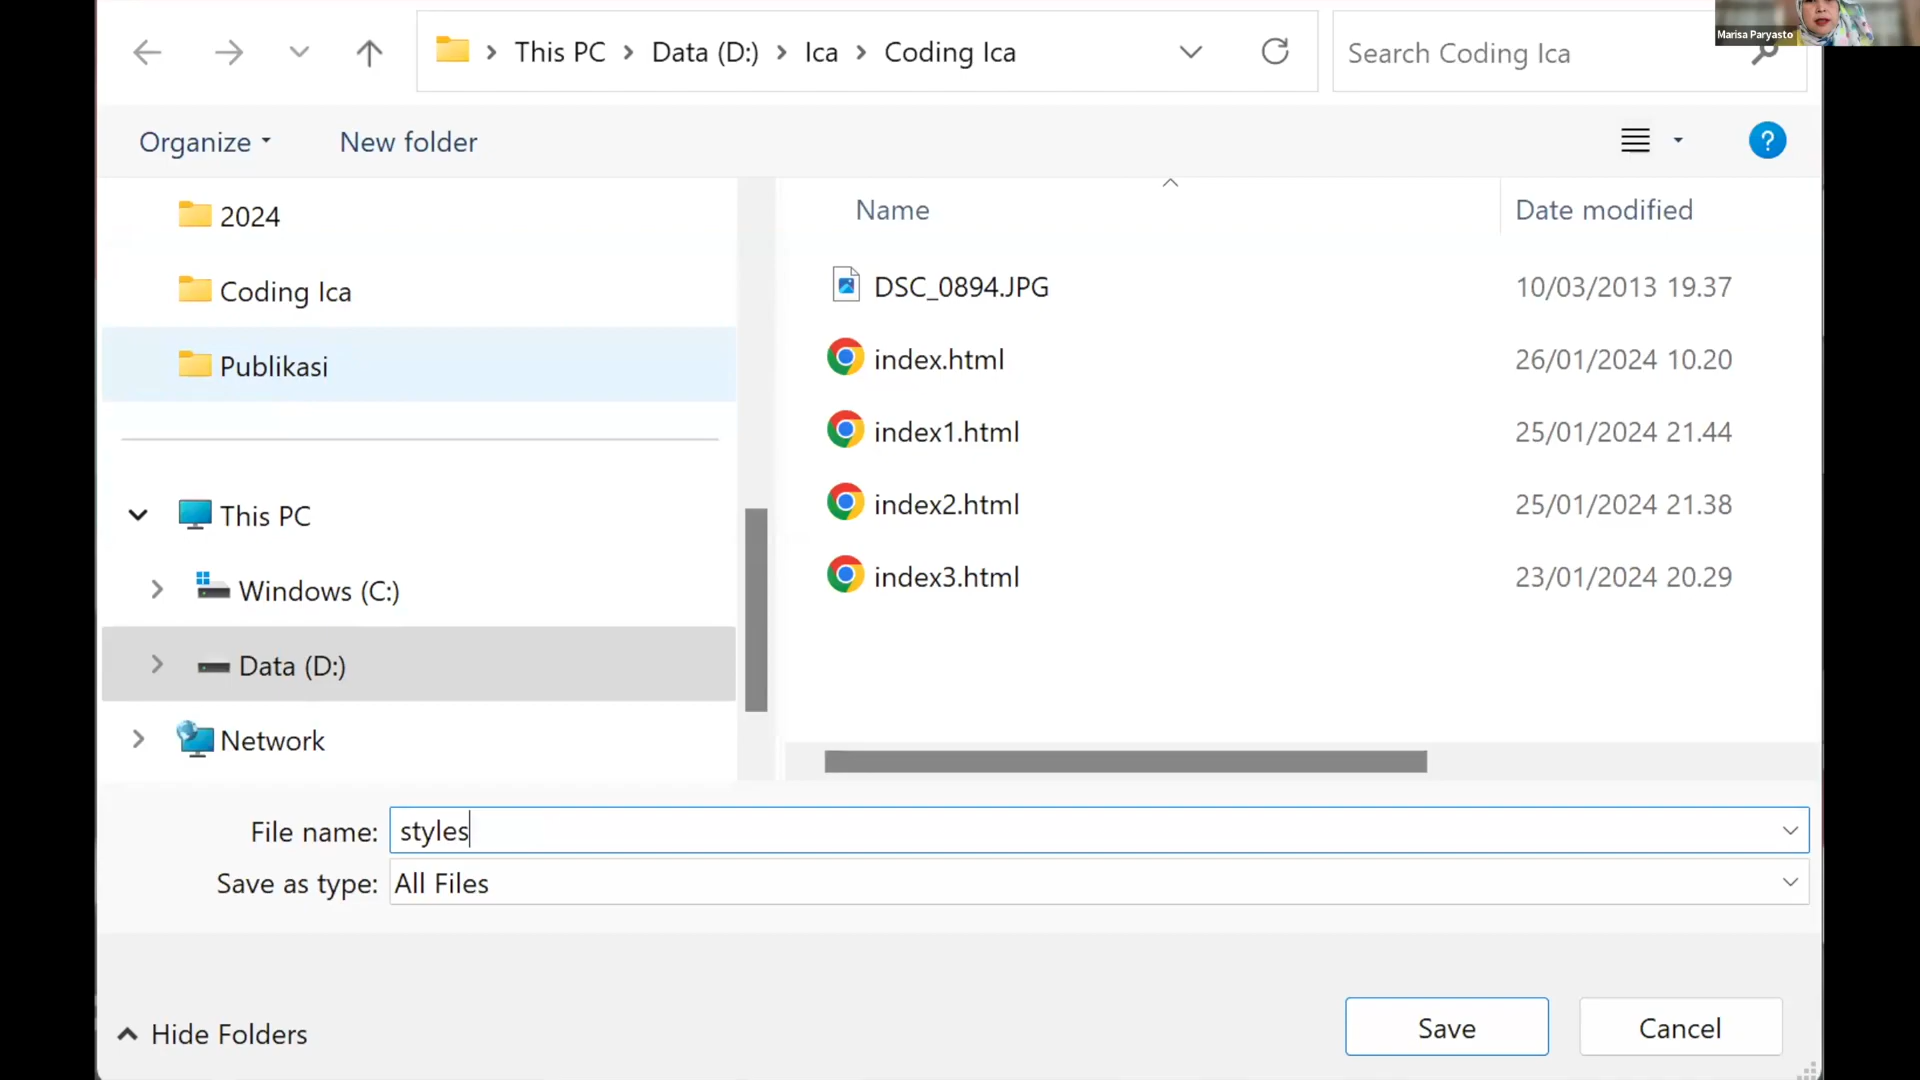 This PC > Data (D:) > Ica > Coding Ica
Search Coding Ica
Marisa Paryasto
Organize
New folder
?
2024
Coding Ica
Publikasi
This PC
Windows (C:)
Data (D:)
Network
Name
Date modified
DSC_0894.JPG
10/03/2013 19.37
index.html
26/01/2024 10.20
index1.html
25/01/2024 21.44
index2.html
25/01/2024 21.38
index3.html
23/01/2024 20.29
File name: styles
Save as type: All Files
Hide Folders
Save
Cancel